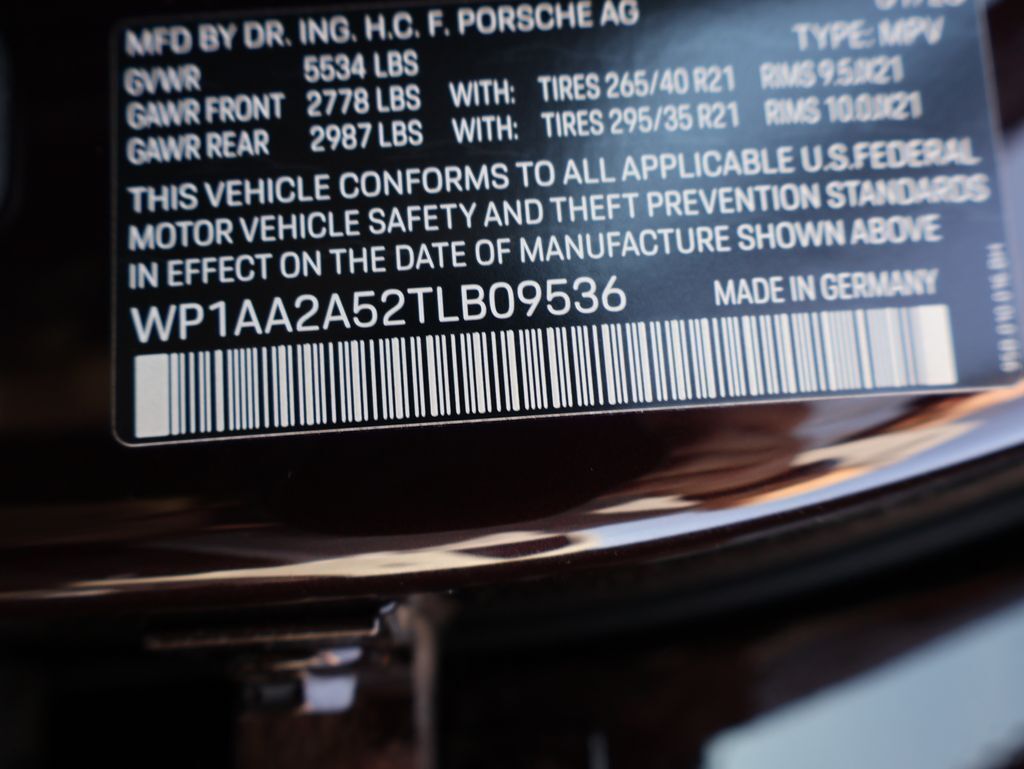 MFD BY DR. ING. H.C. F. PORSCHE AG
TYPE: MPV
GVWR 5534 LBS
GAWR FRONT 2778 LBS WITH: TIRES 265/40 R21 RIMS 9.5JX21
GAWR REAR 2987 LBS WITH: TIRES 295/35 R21 RIMS 10.0JX21
THIS VEHICLE CONFORMS TO ALL APPLICABLE U.S.FEDERAL
MOTOR VEHICLE SAFETY AND THEFT PREVENTION STANDARDS
IN EFFECT ON THE DATE OF MANUFACTURE SHOWN ABOVE
WP1AA2A52TLB09536 MADE IN GERMANY